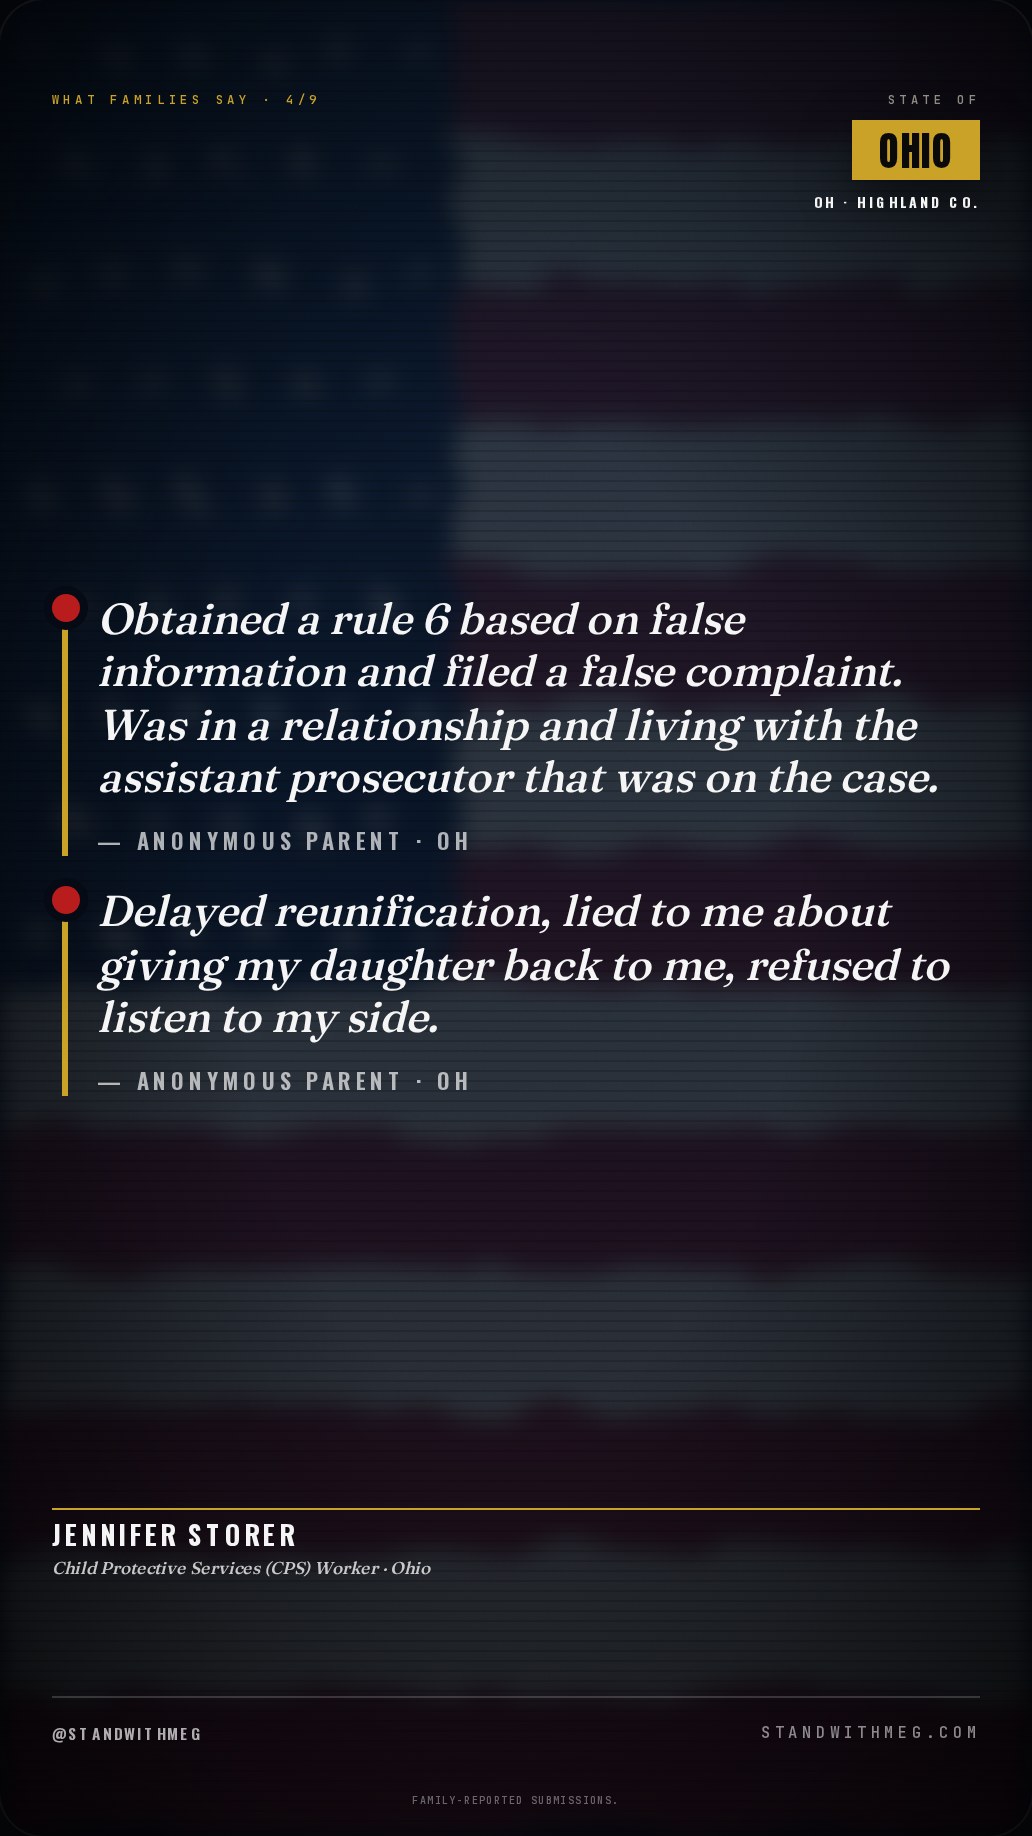 WHAT FAMILIES SAY · 4/9
STATE OF
OHIO
OH · HIGHLAND CO.
Obtained a rule 6 based on false
information and filed a false complaint.
Was in a relationship and living with the
assistant prosecutor that was on the case.
— ANONYMOUS PARENT · OH
Delayed reunification, lied to me about
giving my daughter back to me, refused to
listen to my side.
— ANONYMOUS PARENT · OH
JENNIFER STORER
Child Protective Services (CPS) Worker · Ohio
@STANDWITHMEG
STANDWITHMEG.COM
FAMILY-REPORTED SUBMISSIONS.